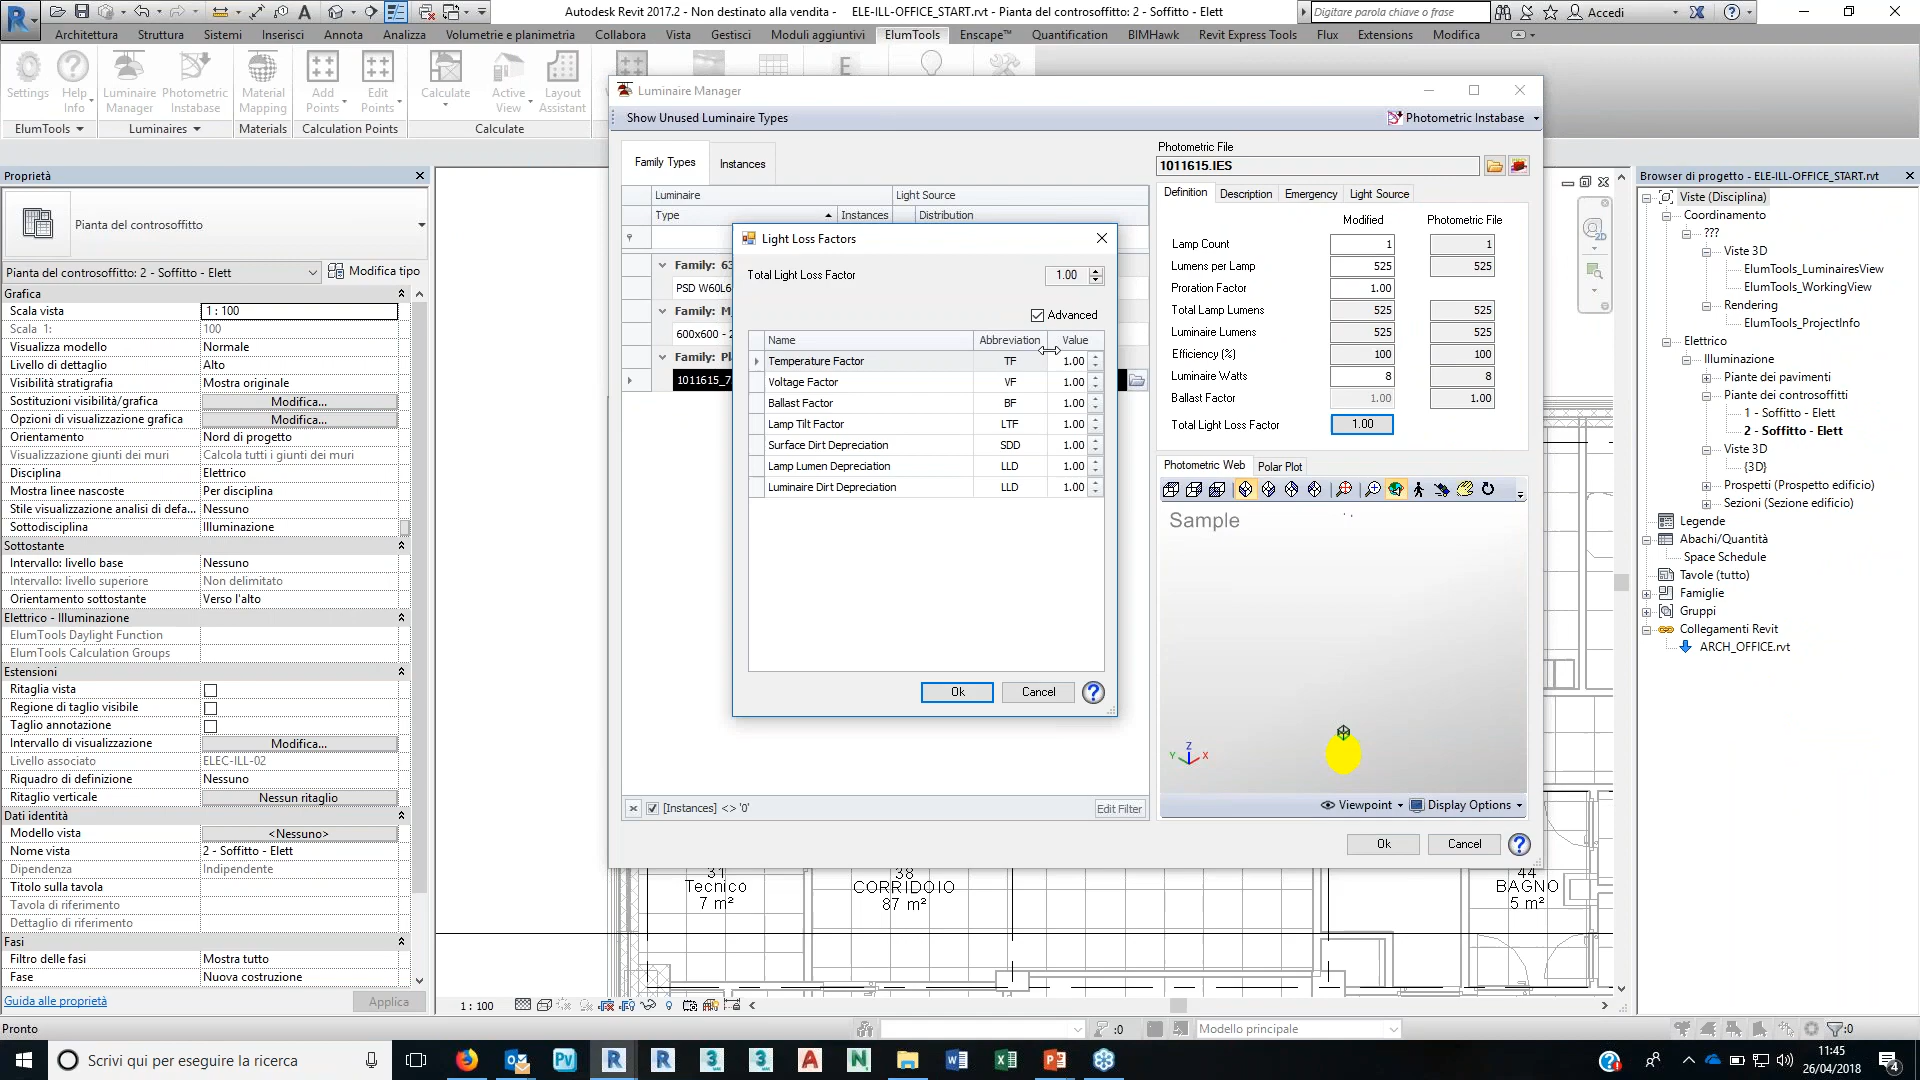 Autodesk Revit 2017.2 - Non destinato alla vendita - ELE-ILL-OFFICE_START.rvt - Pianta del controsoffitto: 2 - Soffitto - Elett
Digitare parola chiave o frase
Accedi
Architettura Struttura Sistemi Inserisci Annota Analizza Volumetrie e planimetria Collabora Vista Gestisci Moduli aggiuntivi ElumTools Enscape™ Quantification BIMHawk Revit Express Tools Flux Extensions Modifica
Settings
Help Info
Luminaire Manager
Photometric Instabase
Material Mapping
Add Points
Edit Points
Calculate
Active View
Layout Assistant
ElumTools Luminaires Materials Calculation Points Calculate
Proprietà
Pianta del controsoffitto
Pianta del controsoffitto: 2 - Soffitto - Elett Modifica tipo
Grafica
Scala vista 1 : 100
Scala 1: 100
Visualizza modello Normale
Livello di dettaglio Alto
Visibilità stratigrafia Mostra originale
Sostituzioni visibilità/grafica Modifica...
Opzioni di visualizzazione grafica Modifica...
Orientamento Nord di progetto
Visualizzazione giunti dei muri Calcola tutti i giunti dei muri
Disciplina Elettrico
Mostra linee nascoste Per disciplina
Stile visualizzazione analisi di defa... Nessuno
Sottodisciplina Illuminazione
Sottostante
Intervallo: livello base Nessuno
Intervallo: livello superiore Non delimitato
Orientamento sottostante Verso l'alto
Elettrico - Illuminazione
ElumTools Daylight Function
ElumTools Calculation Groups
Estensioni
Ritaglia vista
Regione di taglio visibile
Taglio annotazione
Intervallo di visualizzazione Modifica...
Livello associato ELEC-ILL-02
Riquadro di definizione Nessuno
Ritaglio verticale Nessun ritaglio
Dati identità
Modello vista <Nessuno>
Nome vista 2 - Soffitto - Elett
Dipendenza Indipendente
Titolo sulla tavola
Tavola di riferimento
Dettaglio di riferimento
Fasi
Filtro delle fasi Mostra tutto
Fase Nuova costruzione
Guida alle proprietà Applica
Luminaire Manager
Show Unused Luminaire Types
Photometric Instabase
Family Types Instances
Luminaire Light Source
Type Instances Distribution
Family: 63
PSD W60L6
Family: M
600x600 - 2
Family: Pl
1011615_7
[Instances] <> '0'
Edit Filter
Light Loss Factors
Total Light Loss Factor 1.00
Advanced
Name Abbreviation Value
Temperature Factor TF 1.00
Voltage Factor VF 1.00
Ballast Factor BF 1.00
Lamp Tilt Factor LTF 1.00
Surface Dirt Depreciation SDD 1.00
Lamp Lumen Depreciation LLD 1.00
Luminaire Dirt Depreciation LLD 1.00
Ok Cancel
Photometric File
1011615.IES
Definition Description Emergency Light Source
Modified Photometric File
Lamp Count 1 1
Lumens per Lamp 525 525
Proration Factor 1.00
Total Lamp Lumens 525 525
Luminaire Lumens 525 525
Efficiency (%) 100 100
Luminaire Watts 8 8
Ballast Factor 1.00 1.00
Total Light Loss Factor 1.00
Photometric Web Polar Plot
Sample
Z
Y X
Viewpoint Display Options
Ok Cancel
Browser di progetto - ELE-ILL-OFFICE_START.rvt
Viste (Disciplina)
Coordinamento
???
Viste 3D
ElumTools_LuminairesView
ElumTools_WorkingView
Rendering
ElumTools_ProjectInfo
Elettrico
Illuminazione
Piante dei pavimenti
Piante dei controsoffitti
1 - Soffitto - Elett
2 - Soffitto - Elett
Viste 3D
{3D}
Prospetti (Prospetto edificio)
Sezioni (Sezione edificio)
Legende
Abachi/Quantità
Space Schedule
Tavole (tutto)
Famiglie
Gruppi
Collegamenti Revit
ARCH_OFFICE.rvt
31
Tecnico
7 m²
38
CORRIDOIO
87 m²
44
BAGNO
5 m²
1 : 100
Pronto
:0
Modello principale
:0
Scrivi qui per eseguire la ricerca
11:45
26/04/2018
4